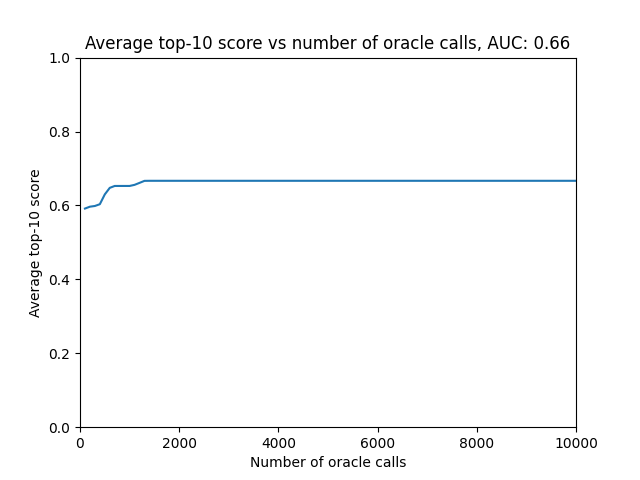 Average top-10 score vs number of oracle calls, AUC: 0.66
1.0
0.8
0.6
0.4
0.2
0.0
Average top-10 score
0 2000 4000 6000 8000 10000
Number of oracle calls